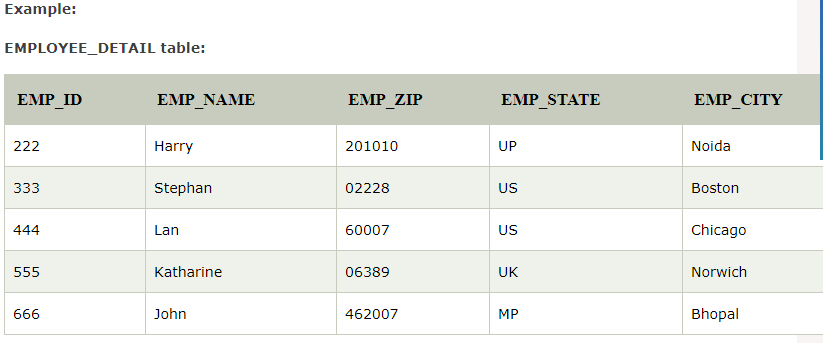 Example:
EMPLOYEE_DETAIL table:
EMP_ID EMP_NAME EMP_ZIP EMP_STATE EMP_CITY
222 Harry 201010 UP Noida
333 Stephan 02228 US Boston
444 Lan 60007 US Chicago
555 Katharine 06389 UK Norwich
666 John 462007 MP Bhopal